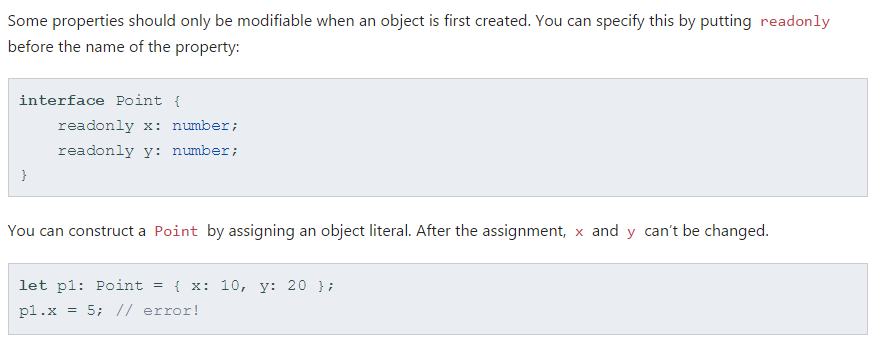 Some properties should only be modifiable when an object is first created. You can specify this by putting readonly
before the name of the property:
interface Point {
    readonly x: number;
    readonly y: number;
}
You can construct a Point by assigning an object literal. After the assignment, x and y can't be changed.
let p1: Point = { x: 10, y: 20 };
p1.x = 5; // error!